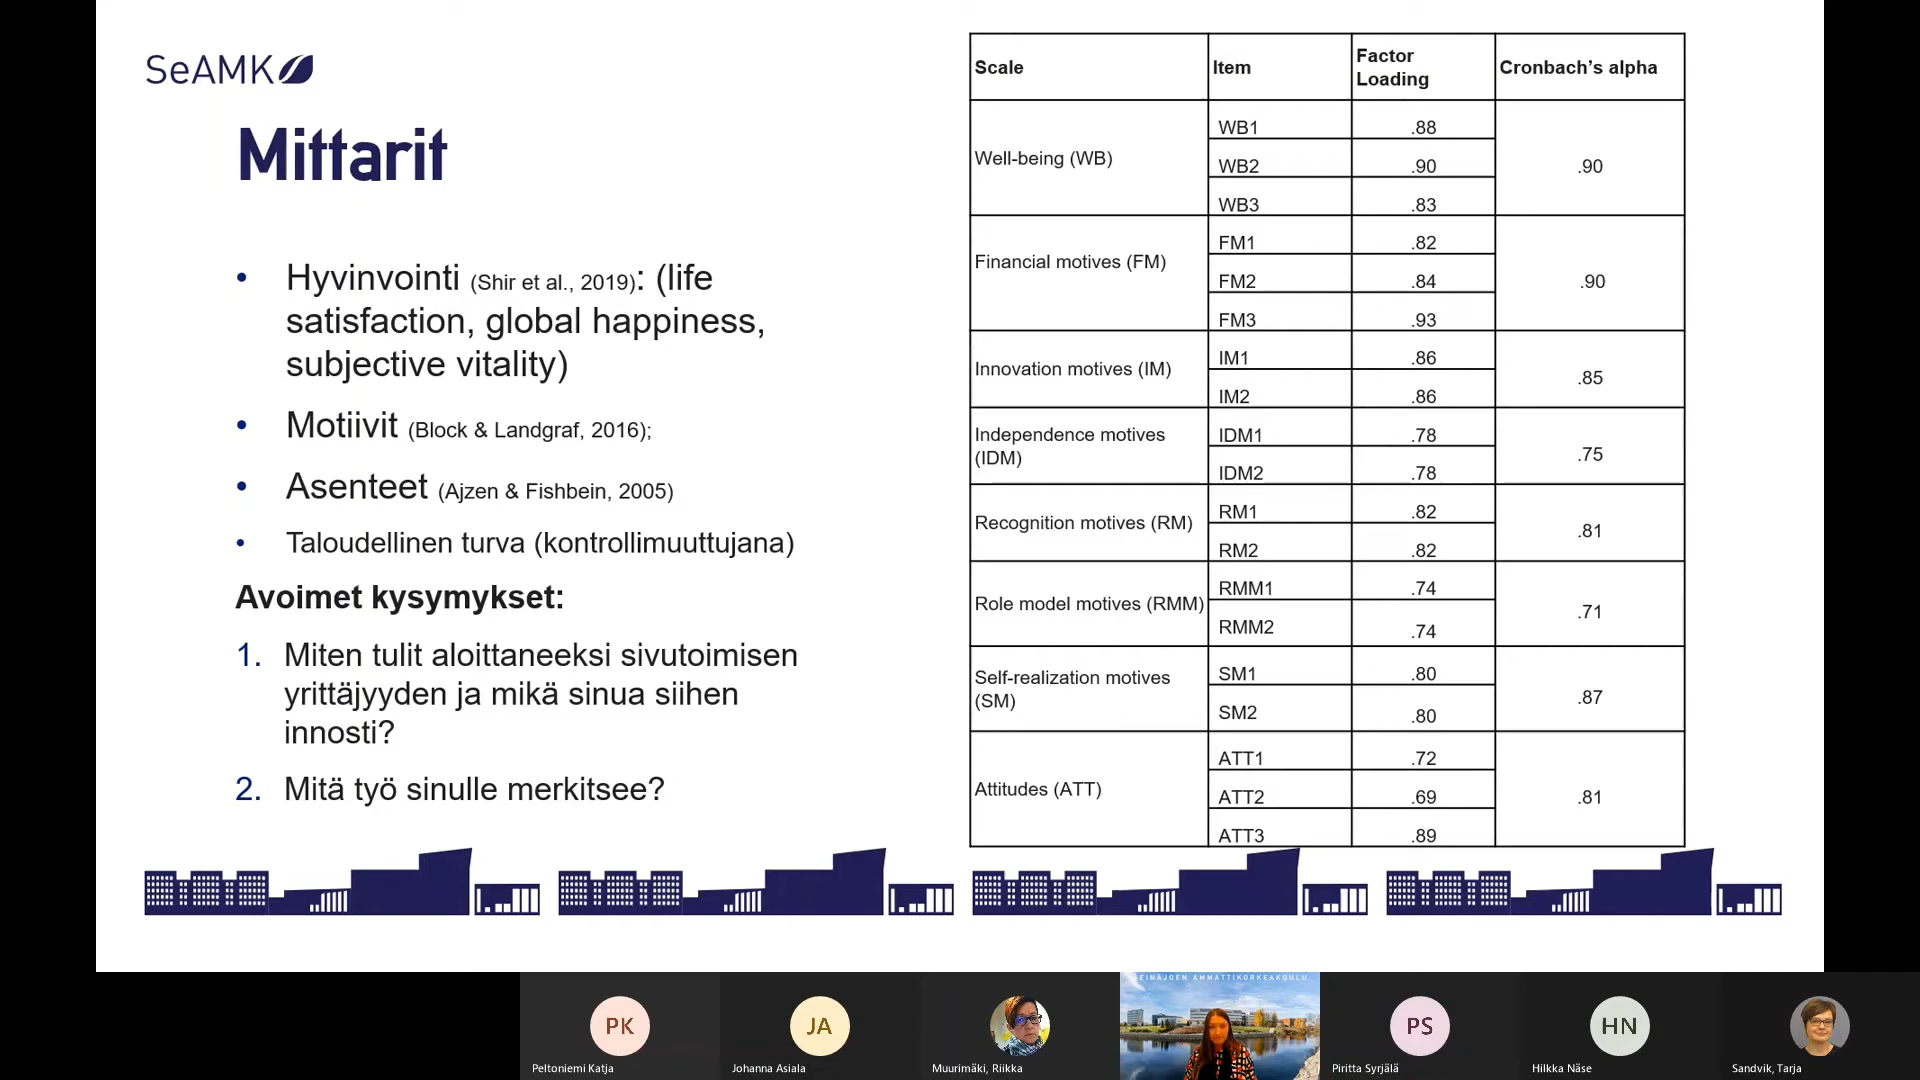 SeAMK
Mittarit
• Hyvinvointi (Shir et al., 2019): (life
satisfaction, global happiness,
subjective vitality)
• Motiivit (Block & Landgraf, 2016);
• Asenteet (Ajzen & Fishbein, 2005)
• Taloudellinen turva (kontrollimuuttujana)
Avoimet kysymykset:
1. Miten tulit aloittaneeksi sivutoimisen
yrittäjyyden ja mikä sinua siihen
innosti?
2. Mitä työ sinulle merkitsee?
Scale Item Factor Loading Cronbach's alpha
Well-being (WB) WB1 .88 .90
WB2 .90
WB3 .83
Financial motives (FM) FM1 .82 .90
FM2 .84
FM3 .93
Innovation motives (IM) IM1 .86 .85
IM2 .86
Independence motives (IDM) IDM1 .78 .75
IDM2 .78
Recognition motives (RM) RM1 .82 .81
RM2 .82
Role model motives (RMM) RMM1 .74 .71
RMM2 .74
Self-realization motives (SM) SM1 .80 .87
SM2 .80
Attitudes (ATT) ATT1 .72 .81
ATT2 .69
ATT3 .89
PK
Peltoniemi Katja
JA
Johanna Asiala
Muurimäki, Riikka
EINÄJOEN AMMATTIKORKEAKOULU
PS
Piritta Syrjälä
HN
Hilkka Näse
Sandvik, Tarja